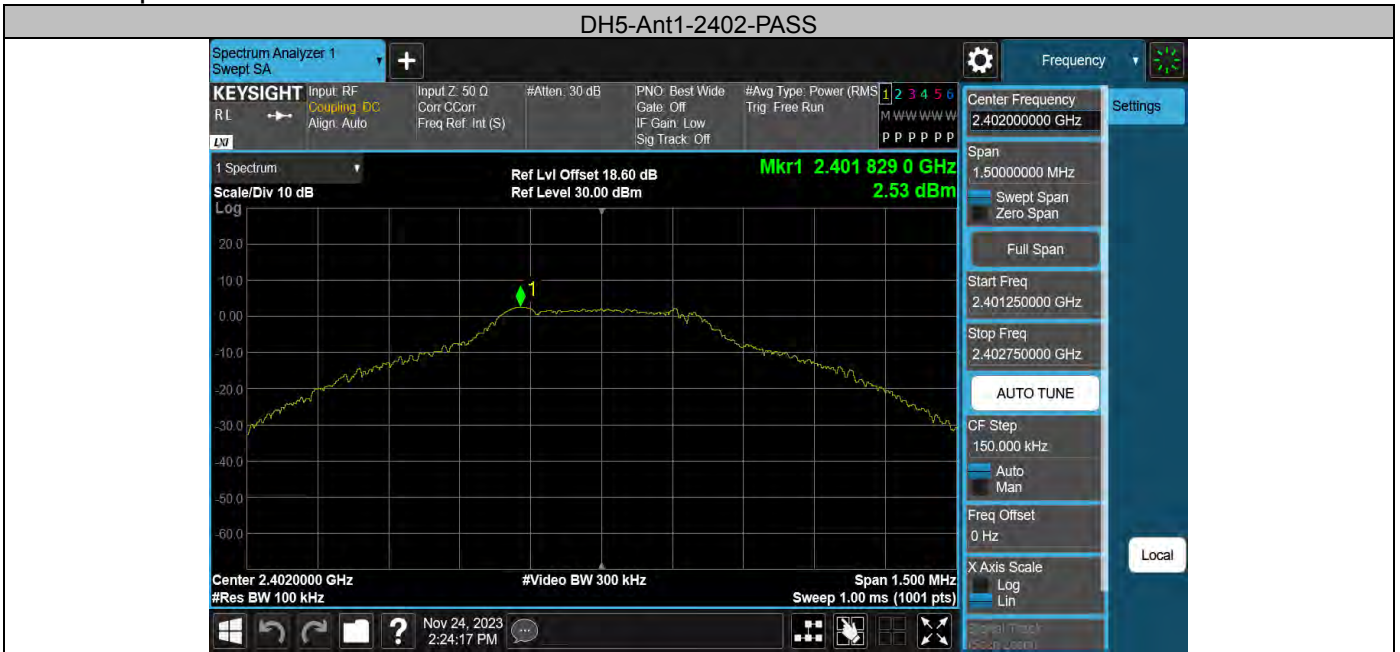 DH5-Ant1-2402-PASS
Spectrum Analyzer 1
Swept SA
+
Frequency
KEYSIGHT
Input: RF
Input Z: 50 Ω
#Atten: 30 dB
PNO: Best Wide
#Avg Type: Power (RMS
1 2 3 4 5 6
RL
Coupling: DC
Corr CCorr
Gate: Off
Trig: Free Run
M W W W W W
Align: Auto
Freq Ref: Int (S)
IF Gain: Low
P P P P P P
LXI
Sig Track: Off
1 Spectrum
Ref Lvl Offset 18.60 dB
Mkr1 2.401 829 0 GHz
Scale/Div 10 dB
Ref Level 30.00 dBm
2.53 dBm
Log
20.0
10.0
1
0.00
-10.0
-20.0
-30.0
-40.0
-50.0
-60.0
Center 2.4020000 GHz
#Video BW 300 kHz
Span 1.500 MHz
#Res BW 100 kHz
Sweep 1.00 ms (1001 pts)
Center Frequency
2.402000000 GHz
Settings
Span
1.50000000 MHz
Swept Span
Zero Span
Full Span
Start Freq
2.401250000 GHz
Stop Freq
2.402750000 GHz
AUTO TUNE
CF Step
150.000 kHz
Auto
Man
Freq Offset
0 Hz
Local
X Axis Scale
Log
Lin
Signal Track
(Span Zoom)
?
Nov 24, 2023
2:24:17 PM